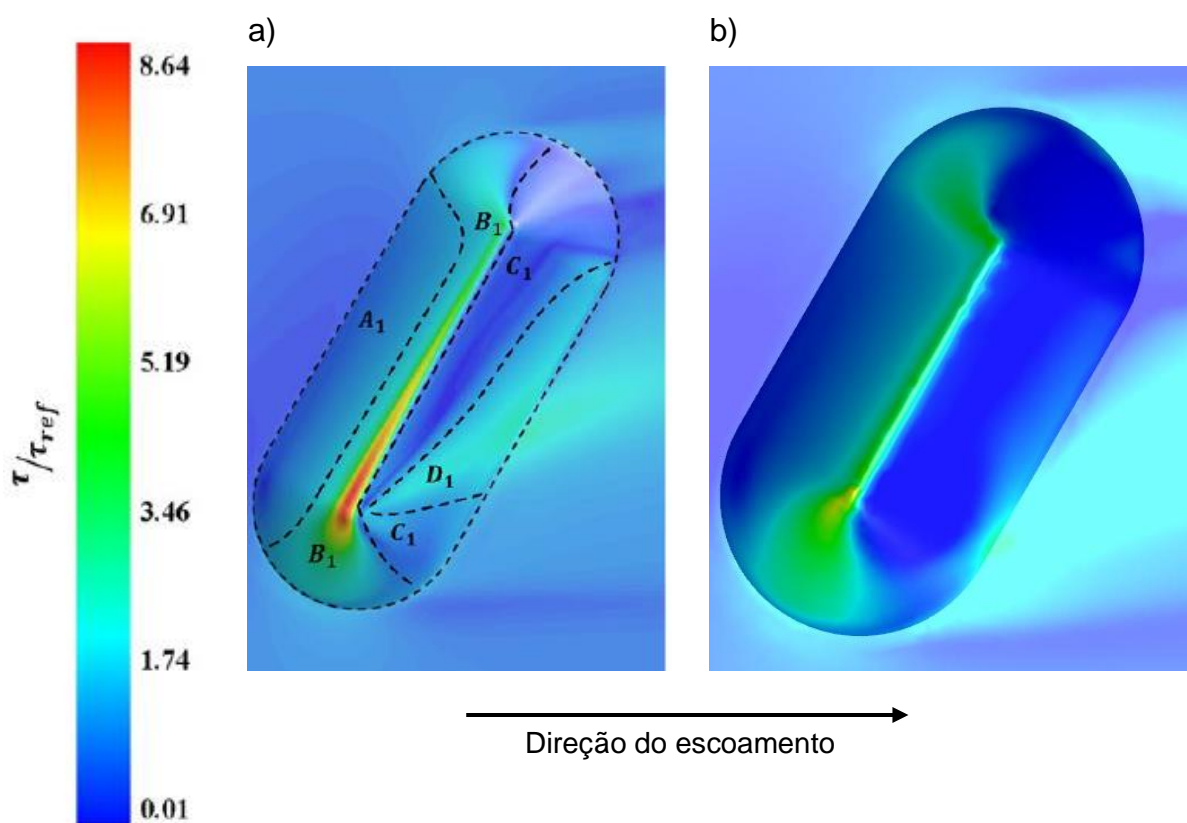 a)
b)
8.64
6.91
5.19
3.46
1.74
0.01
τ/τref
B1
C1
A1
D1
C1
B1
Direção do escoamento